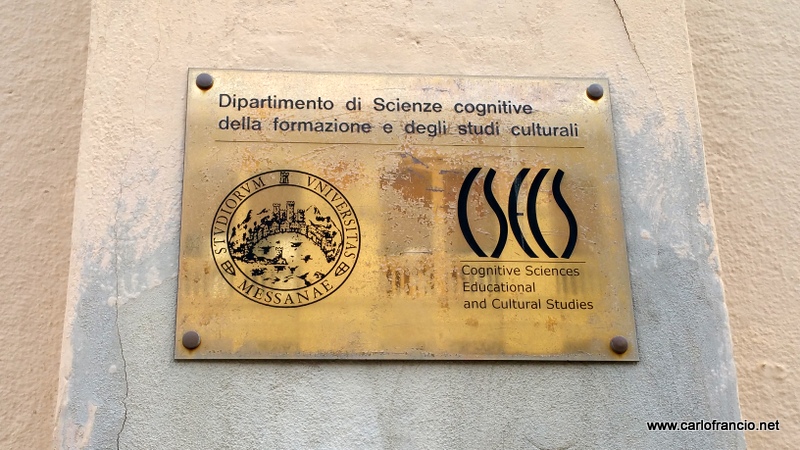 Dipartimento di Scienze cognitive
della formazione e degli studi culturali
STVDIORVM VNIVERSITAS
MESSANAE
CSECS
Cognitive Sciences
Educational
and Cultural Studies
www.carlofrancio.net